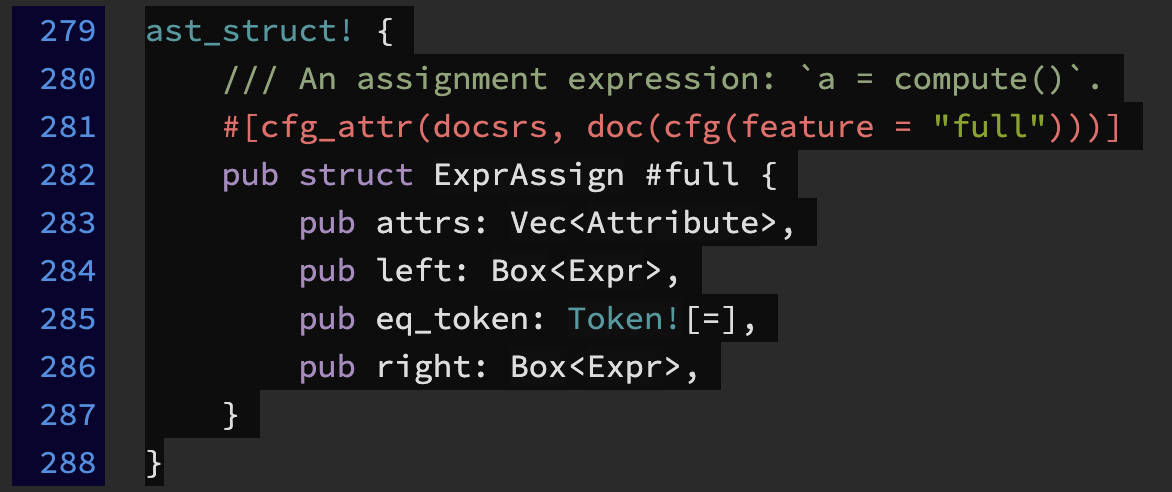 279 ast_struct! {
280     /// An assignment expression: `a = compute()`.
281     #[cfg_attr(docsrs, doc(cfg(feature = "full")))]
282     pub struct ExprAssign #full {
283         pub attrs: Vec<Attribute>,
284         pub left: Box<Expr>,
285         pub eq_token: Token![=],
286         pub right: Box<Expr>,
287     }
288 }